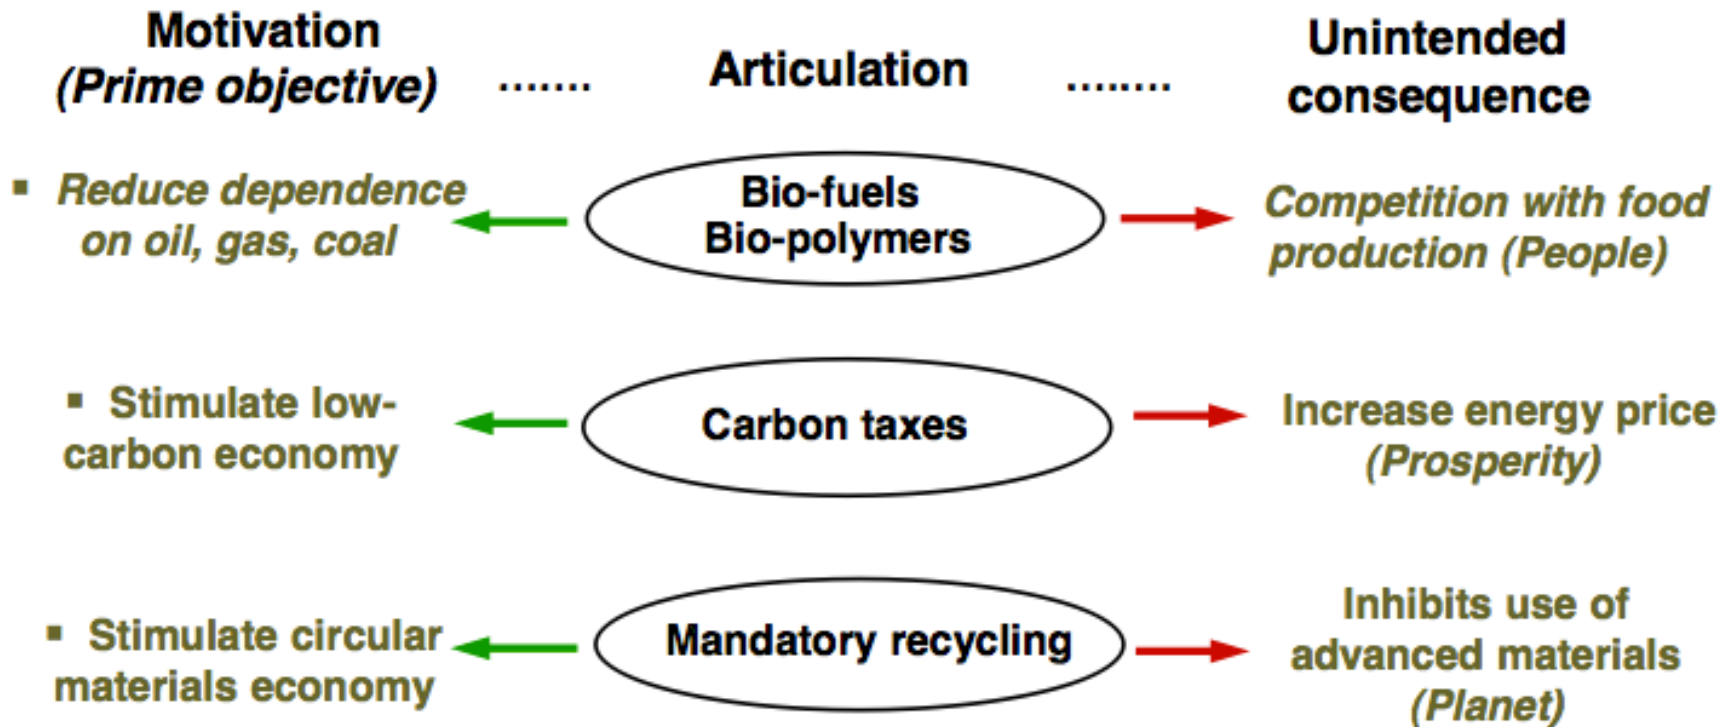 Motivation
(Prime objective)
.......
Articulation
........
Unintended
consequence
▪ Reduce dependence
on oil, gas, coal
Bio-fuels
Bio-polymers
Competition with food
production (People)
▪ Stimulate low-
carbon economy
Carbon taxes
Increase energy price
(Prosperity)
▪ Stimulate circular
materials economy
Mandatory recycling
Inhibits use of
advanced materials
(Planet)